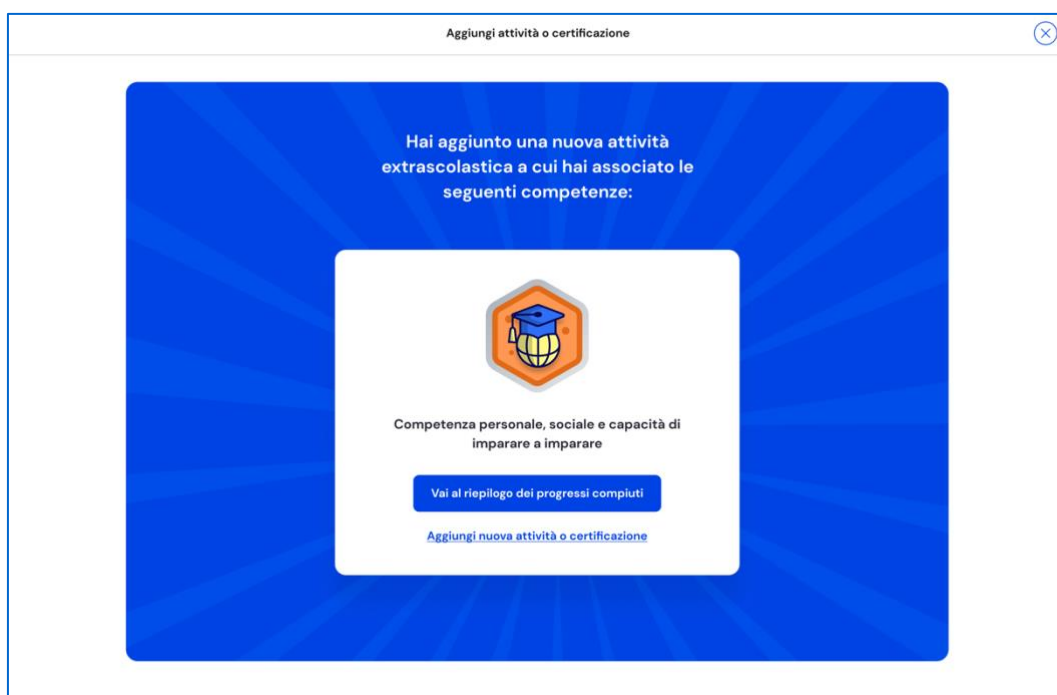 Aggiungi attività o certificazione
Hai aggiunto una nuova attività
extrascolastica a cui hai associato le
seguenti competenze:
Competenza personale, sociale e capacità di
imparare a imparare
Vai al riepilogo dei progressi compiuti
Aggiungi nuova attività o certificazione